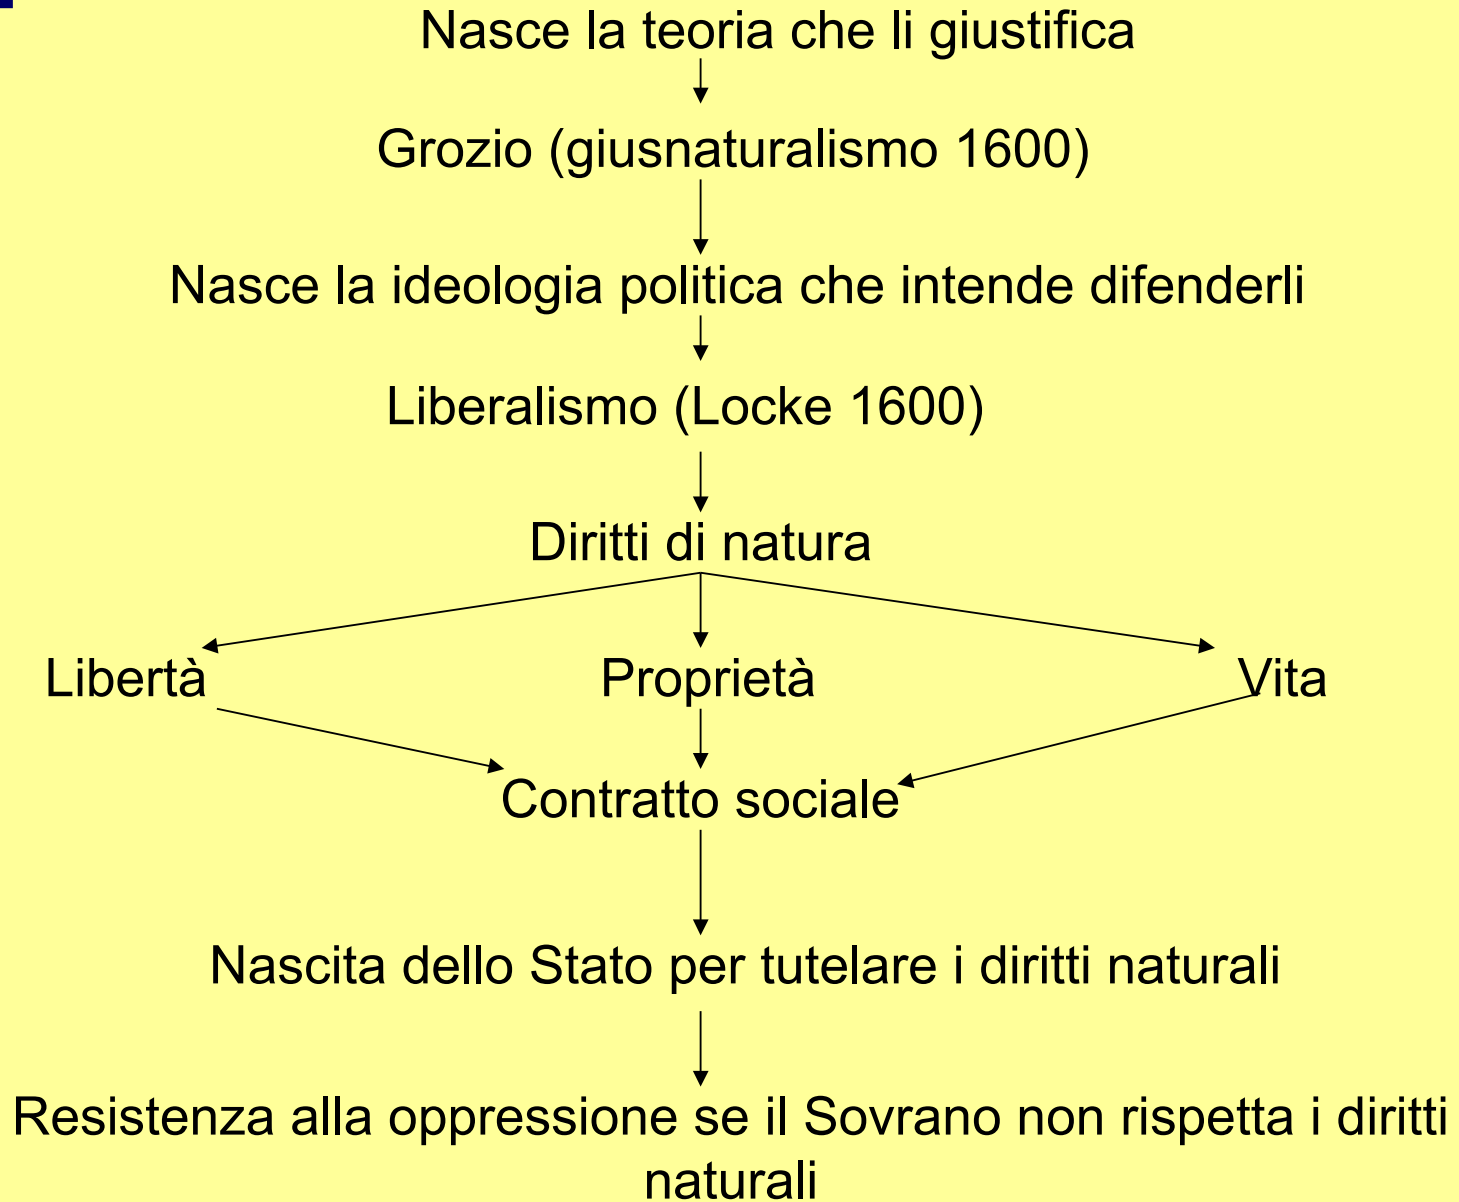 Nasce la teoria che li giustifica
Grozio (giusnaturalismo 1600)
Nasce la ideologia politica che intende difenderli
Liberalismo (Locke 1600)
Diritti di natura
Libertà Proprietà Vita
Contratto sociale
Nascita dello Stato per tutelare i diritti naturali
Resistenza alla oppressione se il Sovrano non rispetta i diritti
naturali